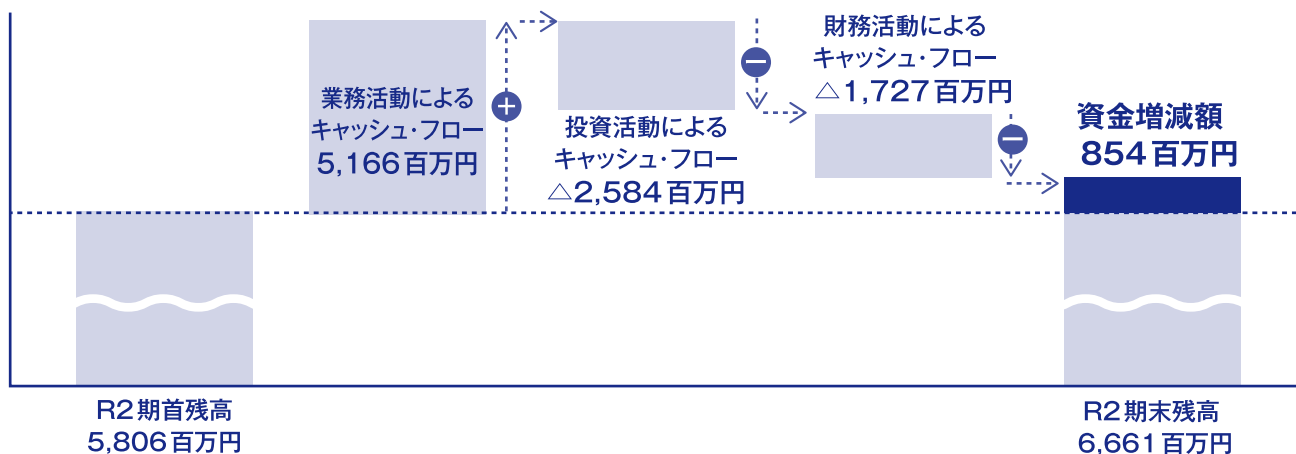 業務活動による
キャッシュ・フロー
5,166百万円
投資活動による
キャッシュ・フロー
△2,584百万円
財務活動による
キャッシュ・フロー
△1,727百万円
資金増減額
854百万円
R2期首残高
5,806百万円
R2期末残高
6,661百万円